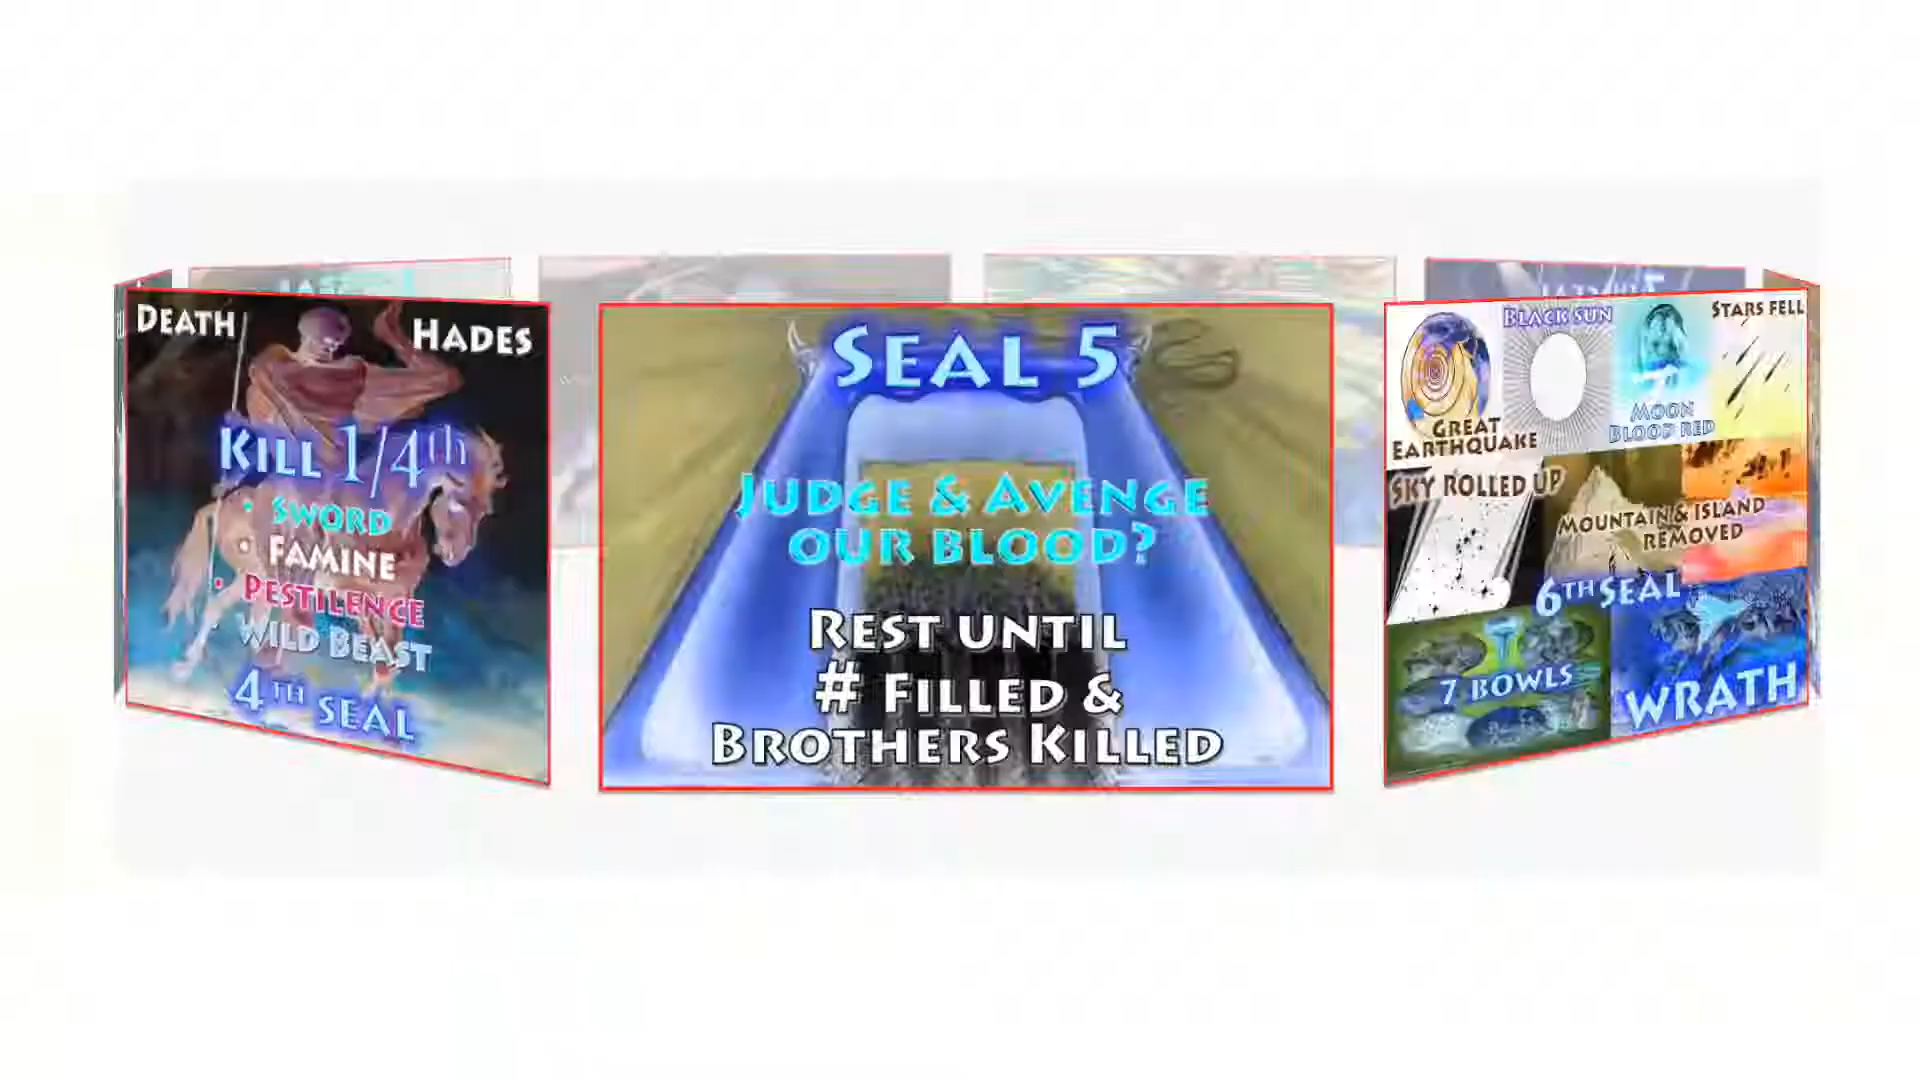 DEATH
HADES
KILL 1/4th
• SWORD
• FAMINE
• PESTILENCE
WILD BEAST
4TH SEAL
SEAL 5
JUDGE & AVENGE
OUR BLOOD?
REST UNTIL
# FILLED &
BROTHERS KILLED
BLACK SUN
STARS FELL
GREAT
EARTHQUAKE
MOON
BLOOD RED
SKY ROLLED UP
MOUNTAIN & ISLAND
REMOVED
6TH SEAL
7 BOWLS
WRATH